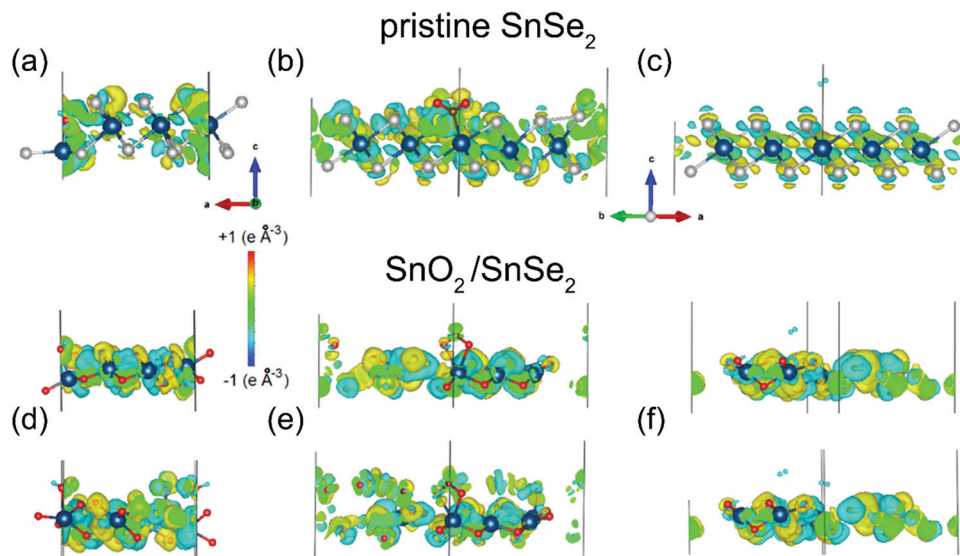 pristine SnSe2
(a)
(b)
(c)
c
a
b
c
b
a
+1 (e Å-3)
-1 (e Å-3)
SnO2/SnSe2
(d)
(e)
(f)